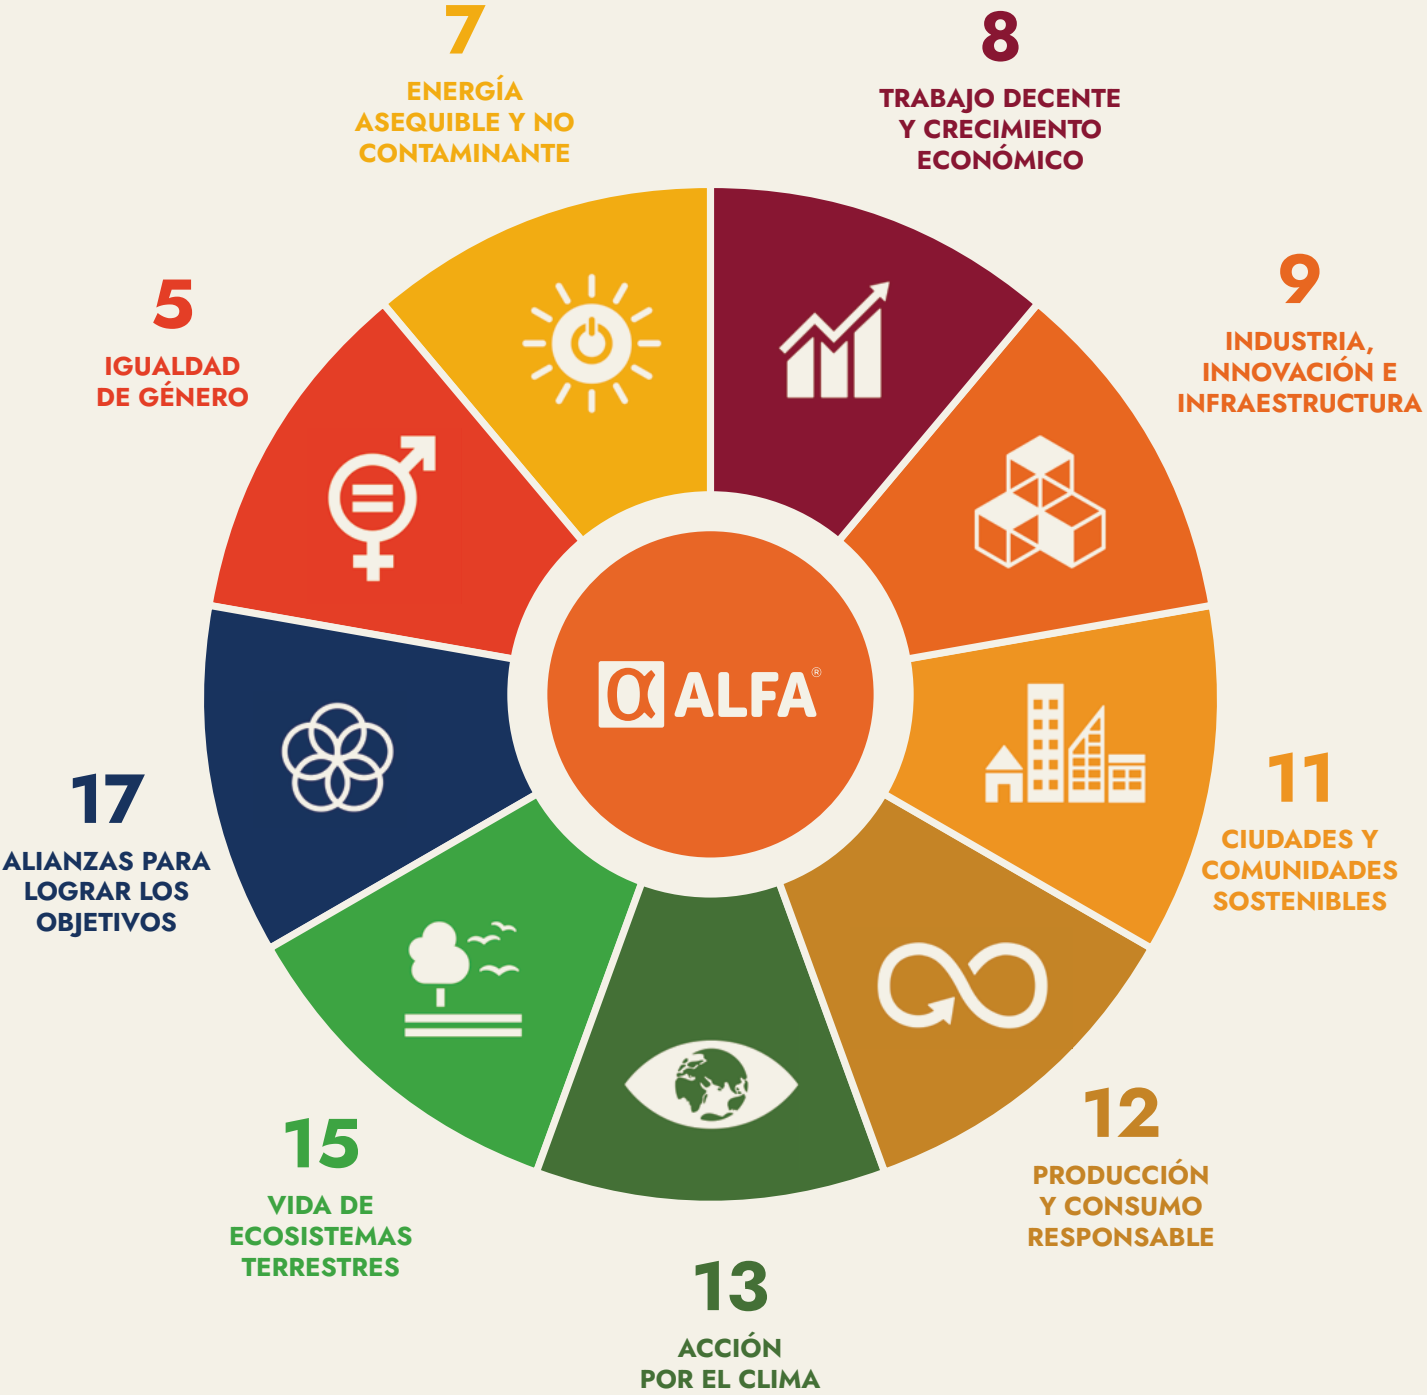 7
ENERGÍA
ASEQUIBLE Y NO
CONTAMINANTE
8
TRABAJO DECENTE
Y CRECIMIENTO
ECONÓMICO
9
INDUSTRIA,
INNOVACIÓN E
INFRAESTRUCTURA
5
IGUALDAD
DE GÉNERO
α ALFA®
11
CIUDADES Y
COMUNIDADES
SOSTENIBLES
17
ALIANZAS PARA
LOGRAR LOS
OBJETIVOS
12
PRODUCCIÓN
Y CONSUMO
RESPONSABLE
15
VIDA DE
ECOSISTEMAS
TERRESTRES
13
ACCIÓN
POR EL CLIMA